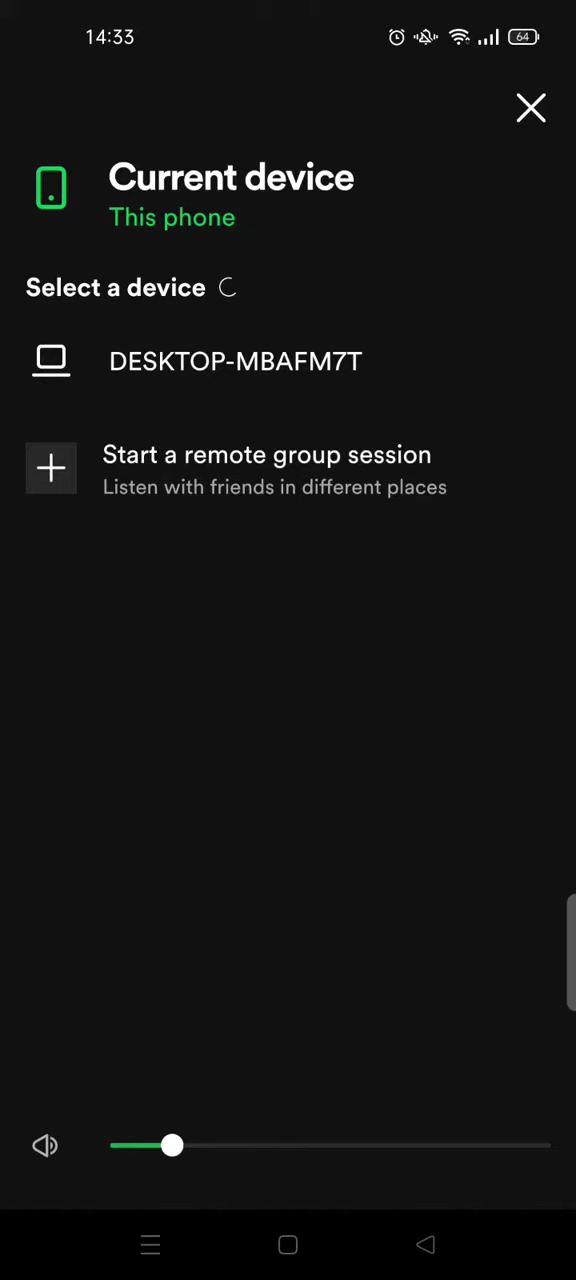 14:33
64
Current device
This phone
Select a device
DESKTOP-MBAFM7T
Start a remote group session
Listen with friends in different places